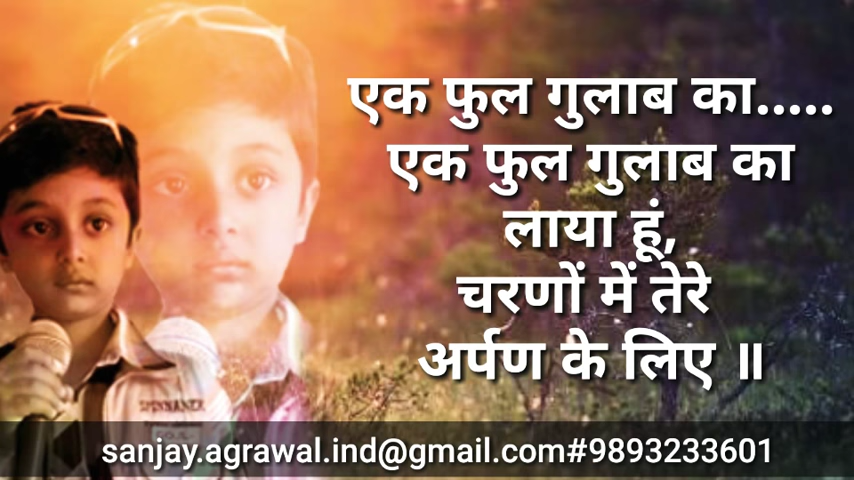 एक फुल गुलाब का.....
एक फुल गुलाब का
लाया हूं,
चरणों में तेरे
अर्पण के लिए ॥
sanjay.agrawal.ind@gmail.com#9893233601